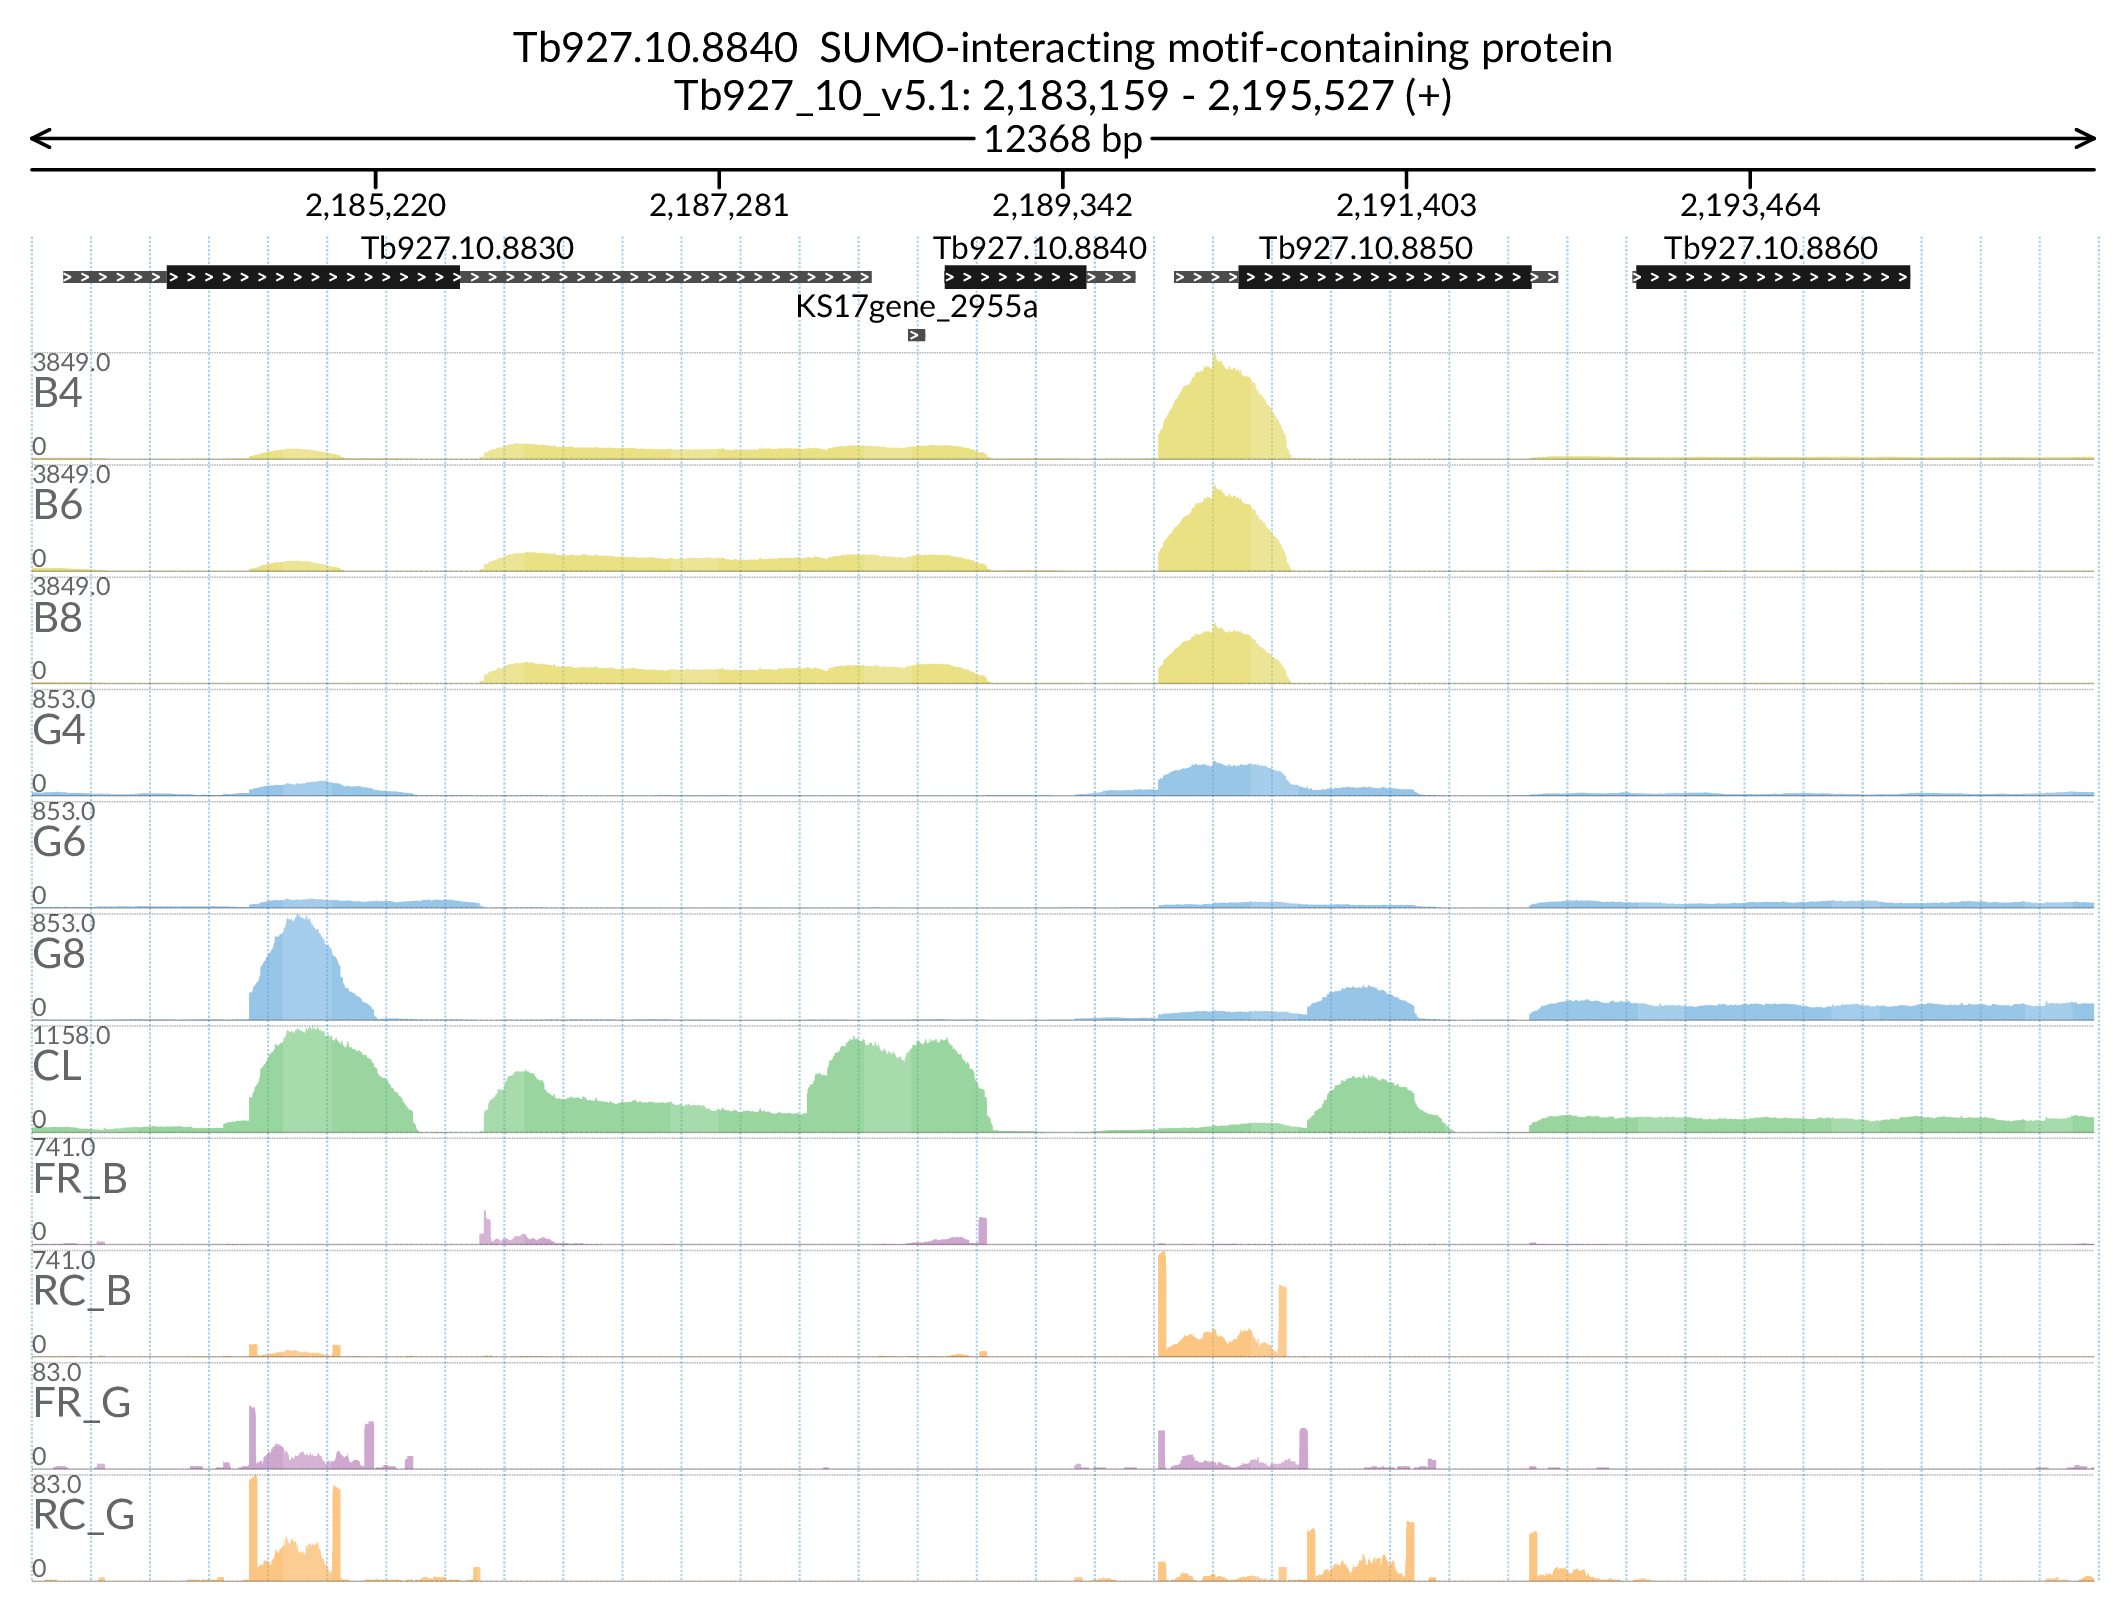 Tb927.10.8840  SUMO-interacting motif-containing protein
Tb927_10_v5.1: 2,183,159 - 2,195,527 (+)
12368 bp
2,185,220 2,187,281 2,189,342 2,191,403 2,193,464
Tb927.10.8830 Tb927.10.8840 Tb927.10.8850 Tb927.10.8860
KS17gene_2955a
3849.0
B4
0
3849.0
B6
0
3849.0
B8
0
853.0
G4
0
853.0
G6
0
853.0
G8
0
1158.0
CL
0
741.0
FR_B
0
741.0
RC_B
0
83.0
FR_G
0
83.0
RC_G
0